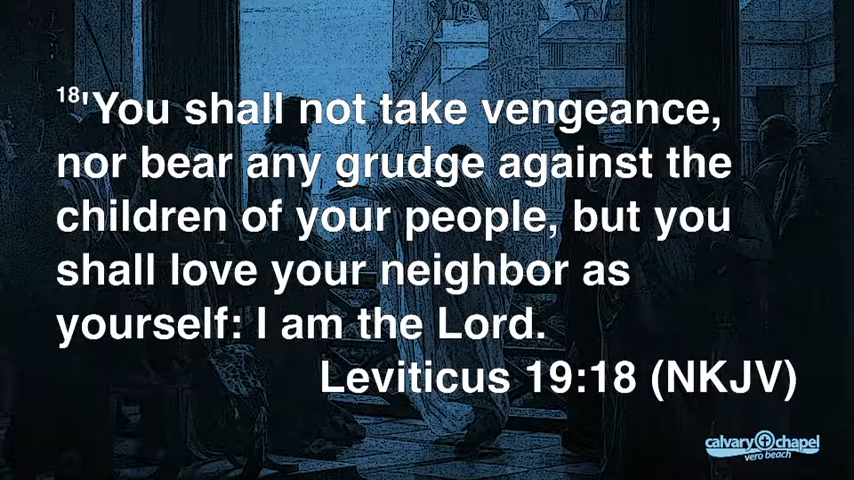 18'You shall not take vengeance,
nor bear any grudge against the
children of your people, but you
shall love your neighbor as
yourself: I am the Lord.
Leviticus 19:18 (NKJV)
calvary chapel
vero beach